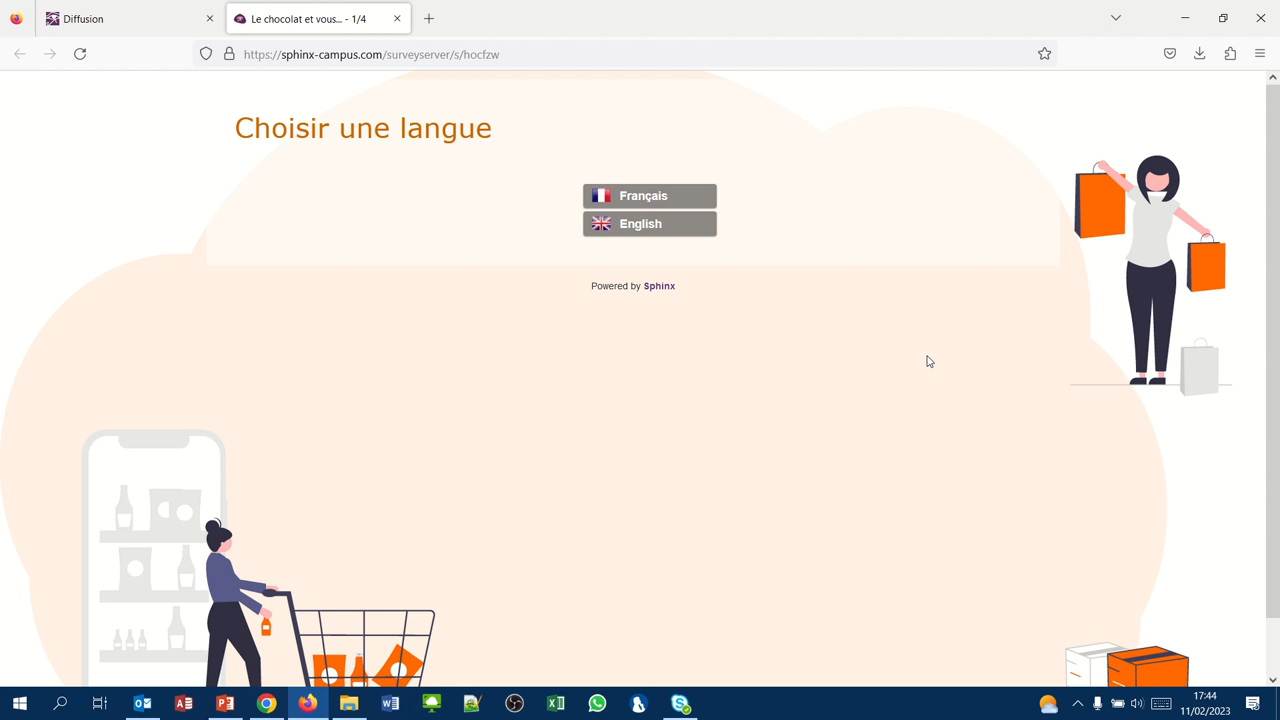 Diffusion
Le chocolat et vous... - 1/4
https://sphinx-campus.com/surveyserver/s/hocfzw
Choisir une langue
Français
English
Powered by Sphinx
17:44
11/02/2023